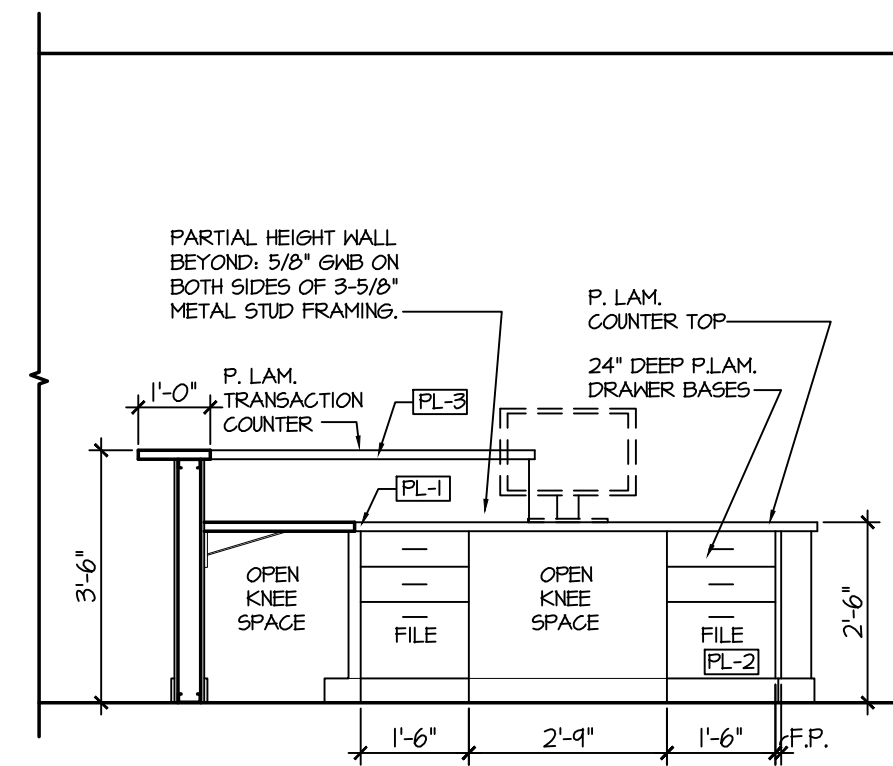 PARTIAL HEIGHT WALL
BEYOND: 5/8" GWB ON
BOTH SIDES OF 3-5/8"
METAL STUD FRAMING.
P. LAM.
COUNTER TOP
24" DEEP P.LAM.
DRAWER BASES
1'-0"
P. LAM.
TRANSACTION
COUNTER
PL-3
PL-1
3'-6"
OPEN
KNEE
SPACE
FILE
OPEN
KNEE
SPACE
FILE
PL-2
2'-6"
1'-6"
2'-9"
1'-6"
F.P.